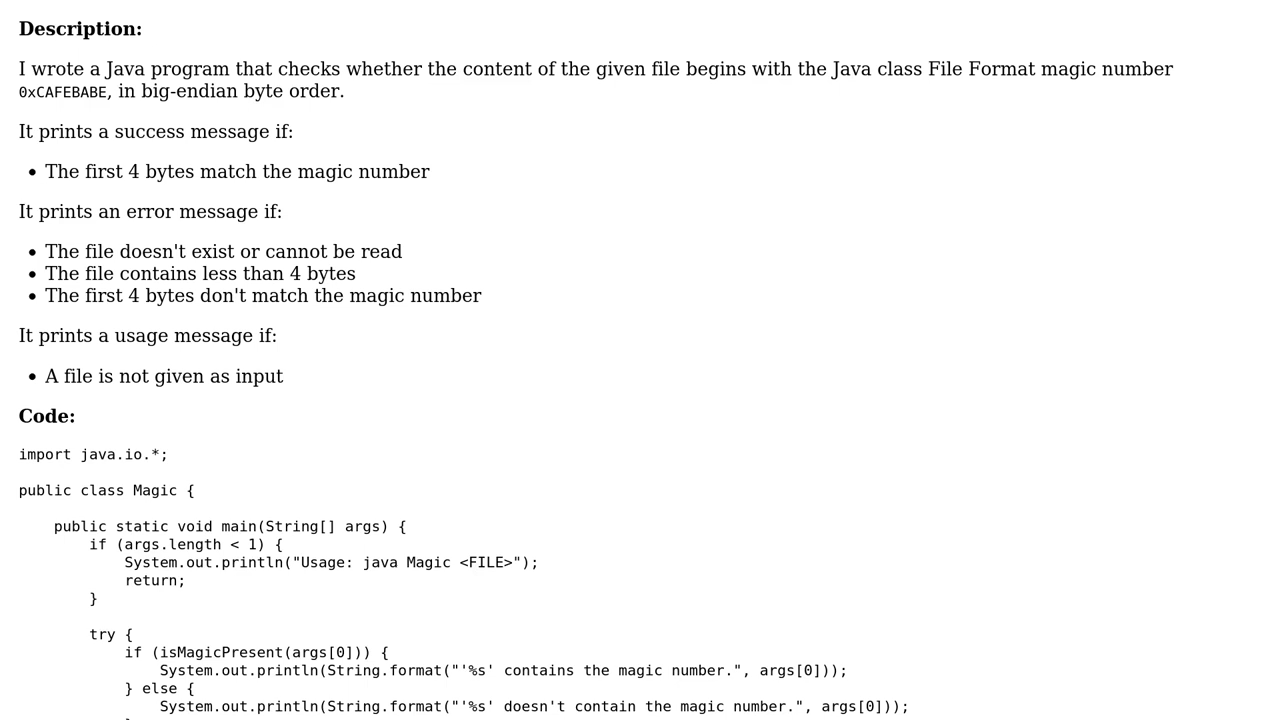 Description:
I wrote a Java program that checks whether the content of the given file begins with the Java class File Format magic number
0xCAFEBABE, in big-endian byte order.
It prints a success message if:
• The first 4 bytes match the magic number
It prints an error message if:
• The file doesn't exist or cannot be read
• The file contains less than 4 bytes
• The first 4 bytes don't match the magic number
It prints a usage message if:
• A file is not given as input
Code:
import java.io.*;
public class Magic {
    public static void main(String[] args) {
        if (args.length < 1) {
            System.out.println("Usage: java Magic <FILE>");
            return;
        }
        try {
            if (isMagicPresent(args[0])) {
                System.out.println(String.format("'%s' contains the magic number.", args[0]));
            } else {
                System.out.println(String.format("'%s' doesn't contain the magic number.", args[0]));